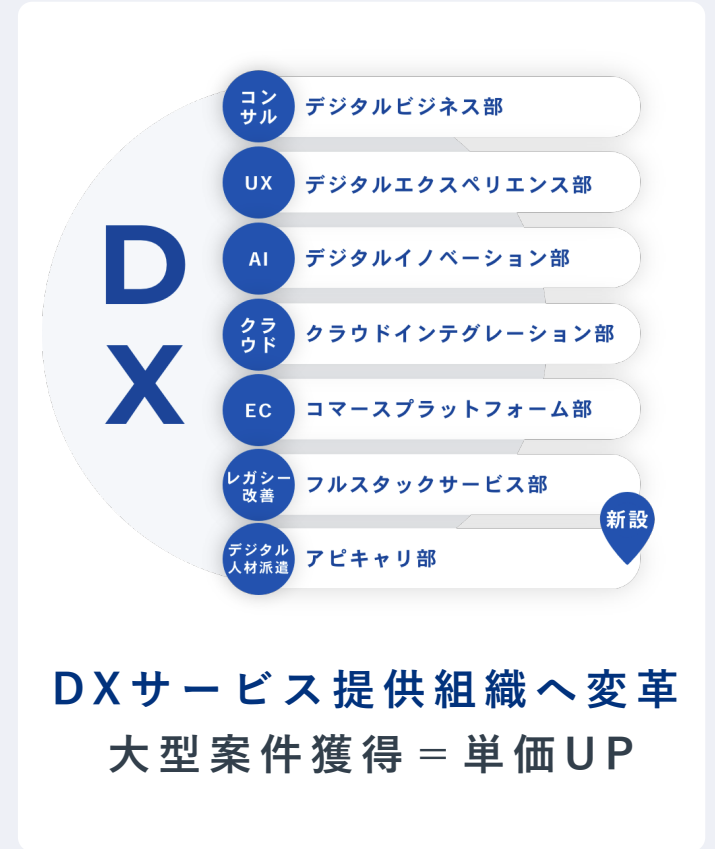 DX
コンサル
デジタルビジネス部
UX
デジタルエクスペリエンス部
AI
デジタルイノベーション部
クラウド
クラウドインテグレーション部
EC
コマースプラットフォーム部
レガシー
改善
フルスタックサービス部
新設
デジタル
人材派遣
アピキャリ部
DXサービス提供組織へ変革
大型案件獲得＝単価UP